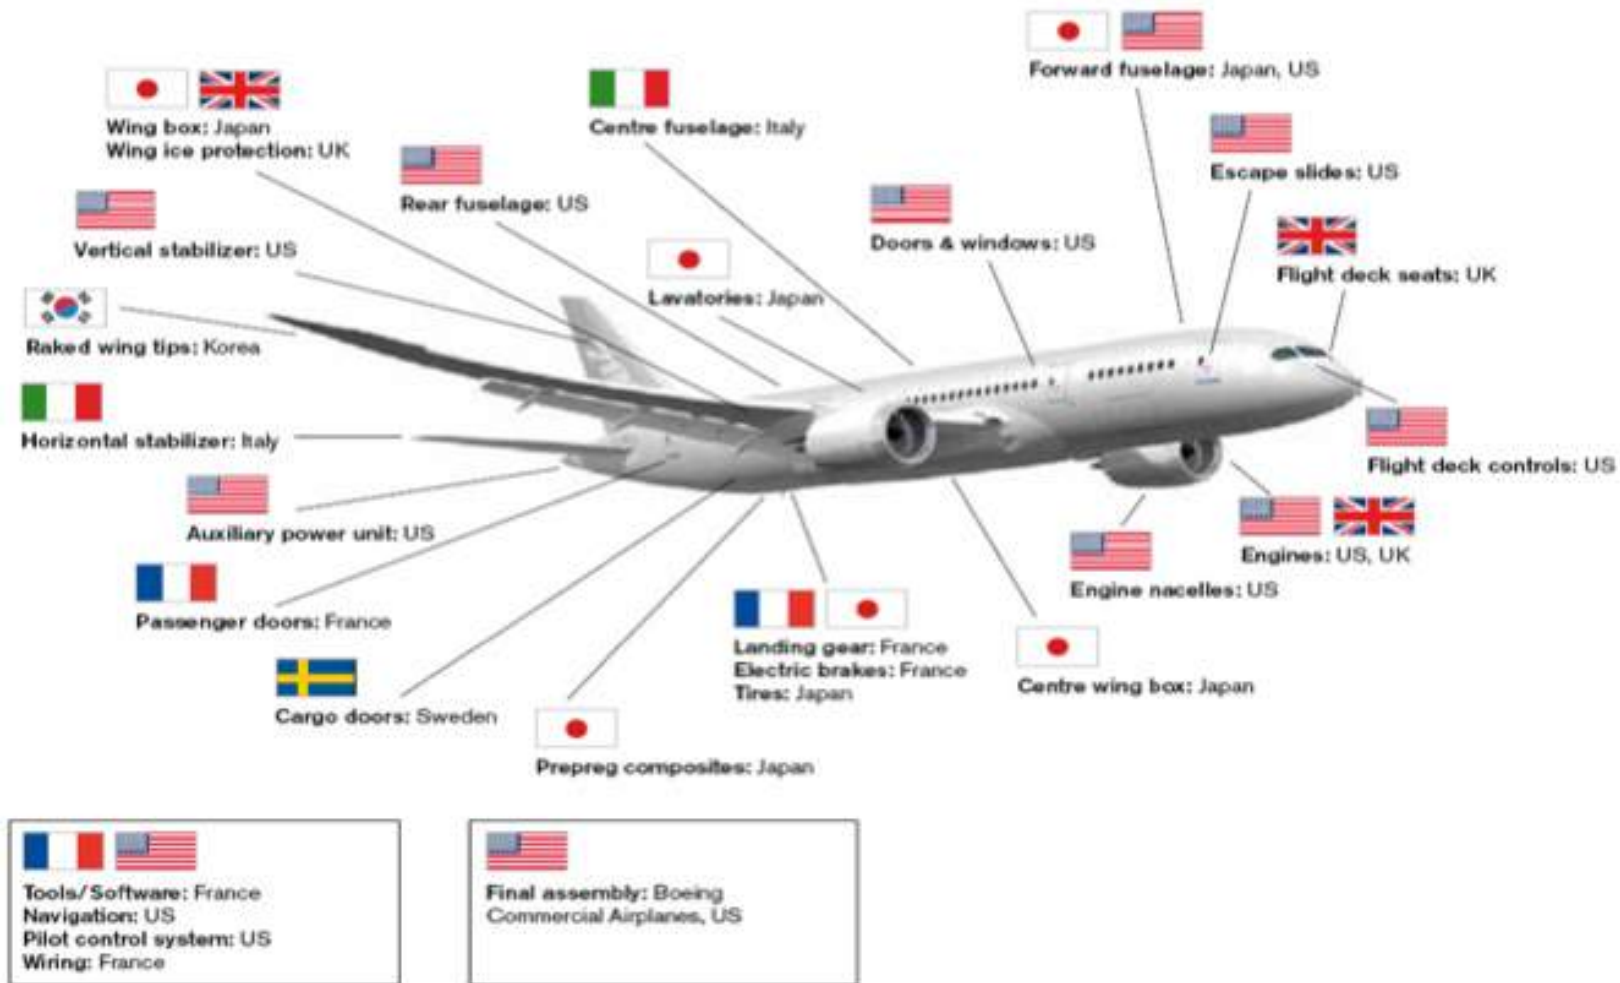 Forward fuselage: Japan, US
Wing box: Japan
Wing ice protection: UK
Centre fuselage: Italy
Escape slides: US
Rear fuselage: US
Vertical stabilizer: US
Doors & windows: US
Flight deck seats: UK
Lavatories: Japan
Raked wing tips: Korea
Horizontal stabilizer: Italy
Flight deck controls: US
Auxiliary power unit: US
Engines: US, UK
Engine nacelles: US
Passenger doors: France
Landing gear: France
Electric brakes: France
Tires: Japan
Centre wing box: Japan
Cargo doors: Sweden
Prepreg composites: Japan
Tools/Software: France
Navigation: US
Pilot control system: US
Wiring: France
Final assembly: Boeing
Commercial Airplanes, US